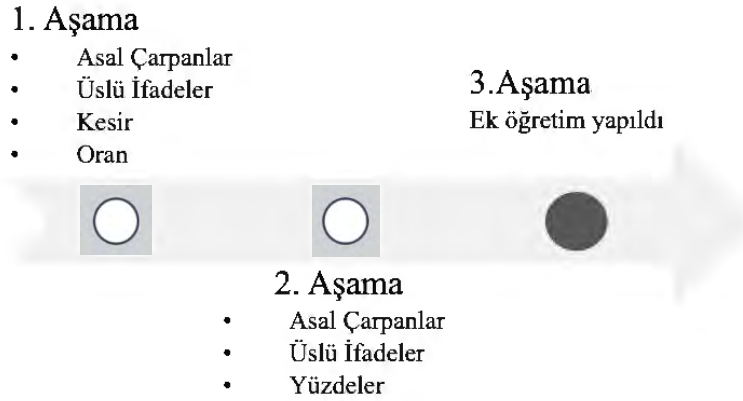 1. Aşama
• Asal Çarpanlar
• Üslü İfadeler
• Kesir
• Oran
3.Aşama
Ek öğretim yapıldı
2. Aşama
• Asal Çarpanlar
• Üslü İfadeler
• Yüzdeler